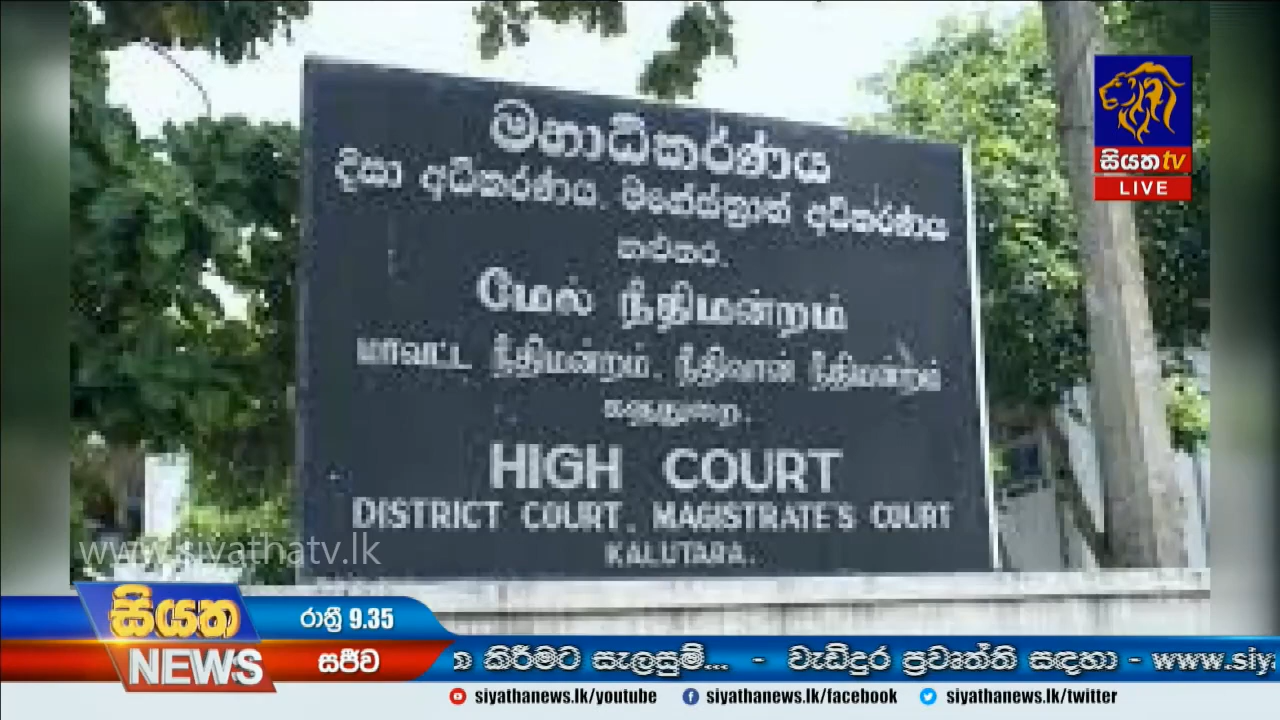 මහාධිකරණය
දිසා අධිකරණය, මහේස්ත්‍රාත් අධිකරණය
කළුතර.
மேல் நீதிமன்றம்
மாவட்ட நீதிமன்றம், நீதிவான் நீதிமன்றம்
களுத்துறை.
HIGH COURT
DISTRICT COURT, MAGISTRATE'S COURT
KALUTARA.
සියත tv
LIVE
www.siyathatv.lk
සියත
NEWS
රාත්‍රී 9.35
සජීව
කිරීමට සැලසුම්... - වැඩිදුර ප්‍රවෘත්ති සඳහා -
siyathanews.lk/youtube siyathanews.lk/facebook siyathanews.lk/twitter